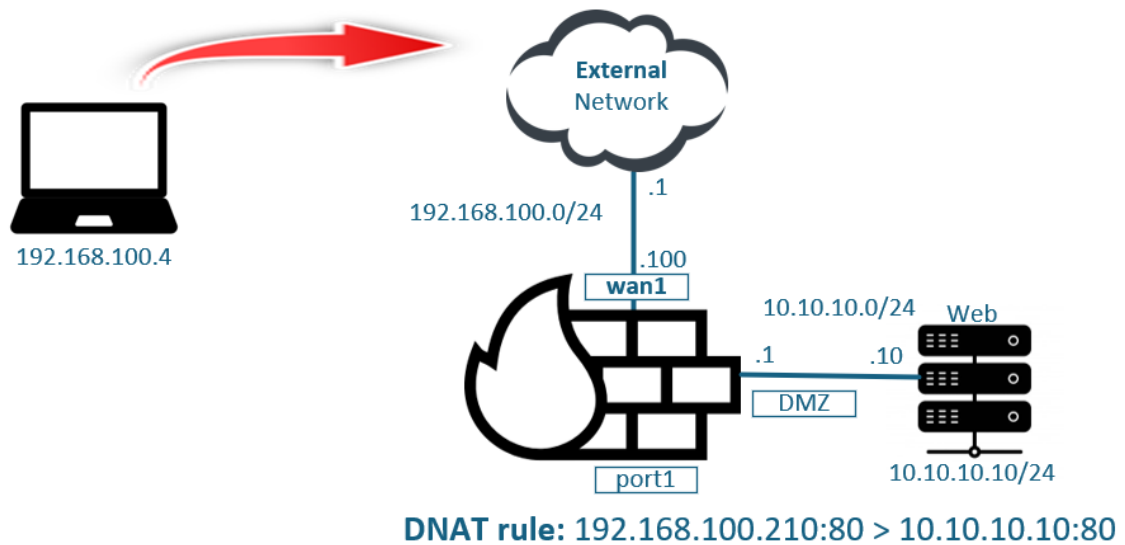 External
Network
.1
192.168.100.0/24
192.168.100.4
.100
wan1
10.10.10.0/24
Web
.1
.10
DMZ
port1
10.10.10.10/24
DNAT rule: 192.168.100.210:80 > 10.10.10.10:80